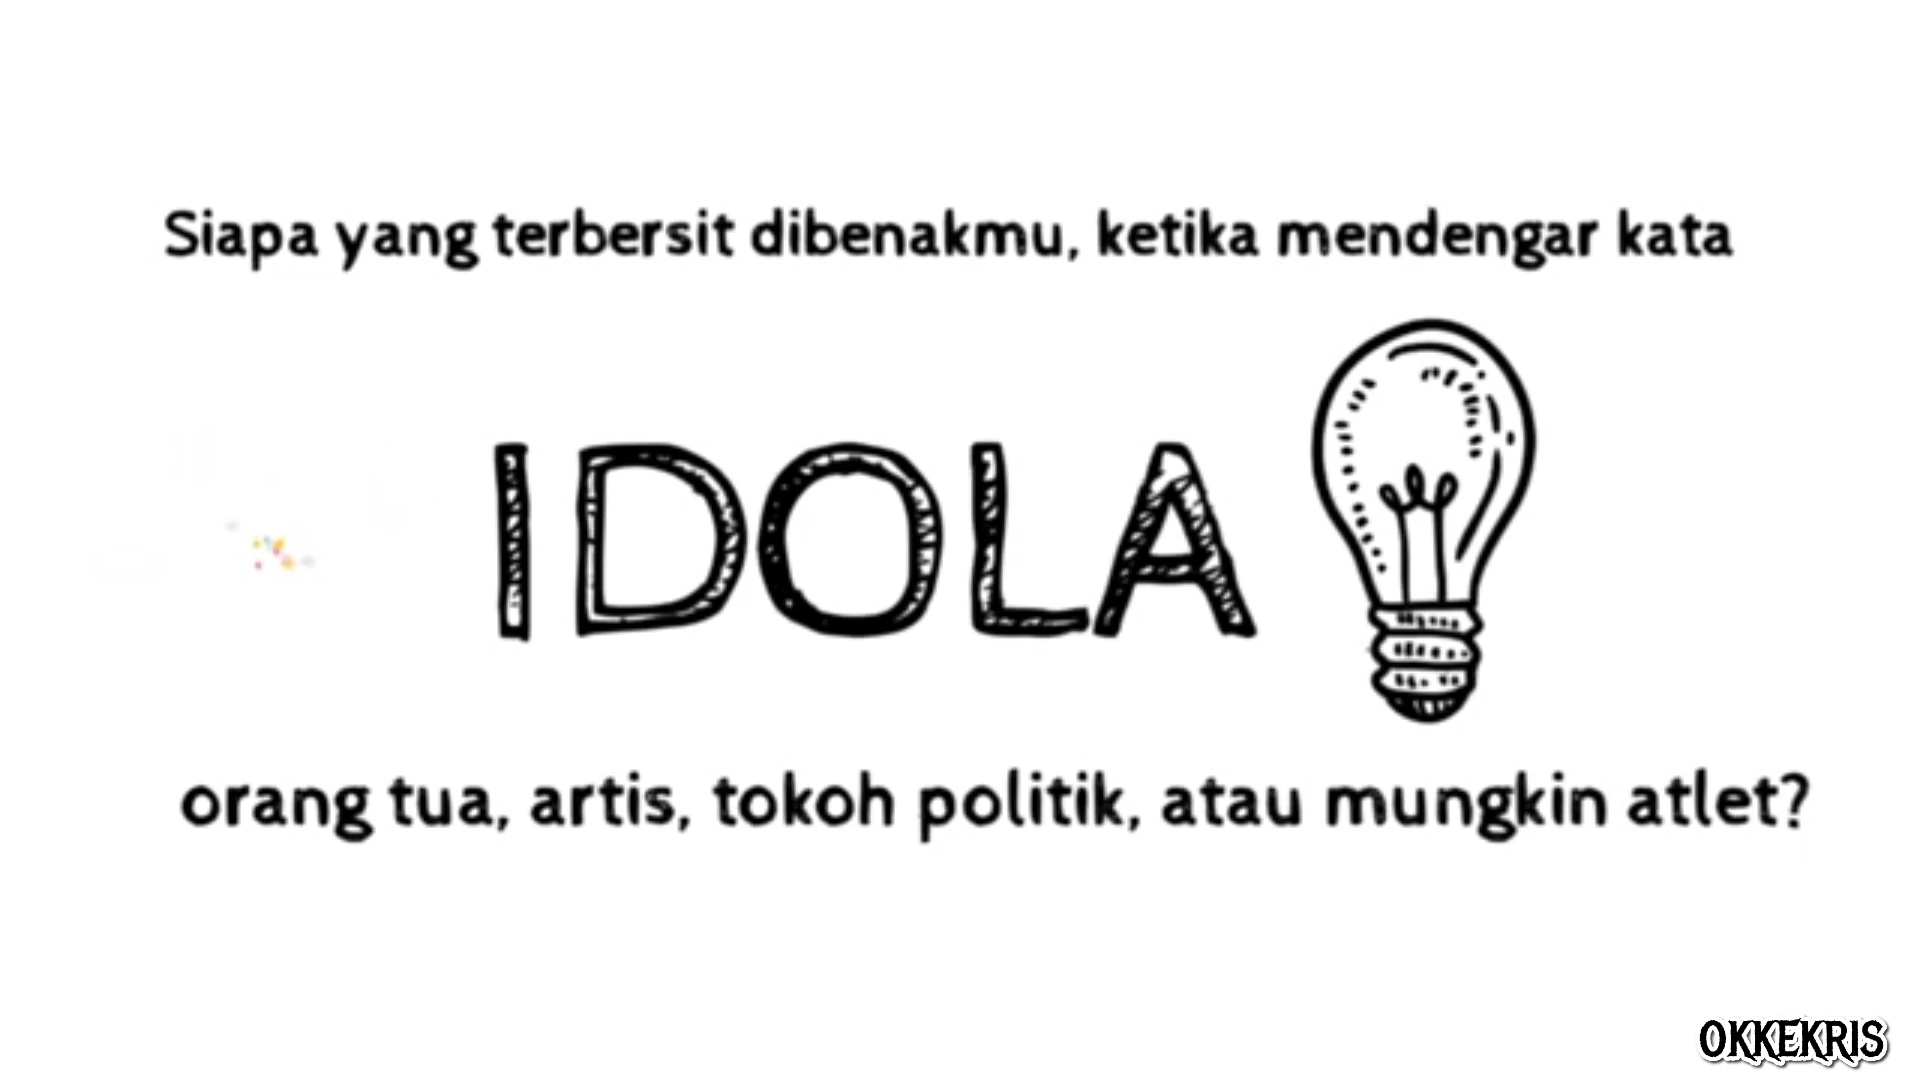 Siapa yang terbersit dibenakmu, ketika mendengar kata
IDOLA
orang tua, artis, tokoh politik, atau mungkin atlet?
OKKEKRIS